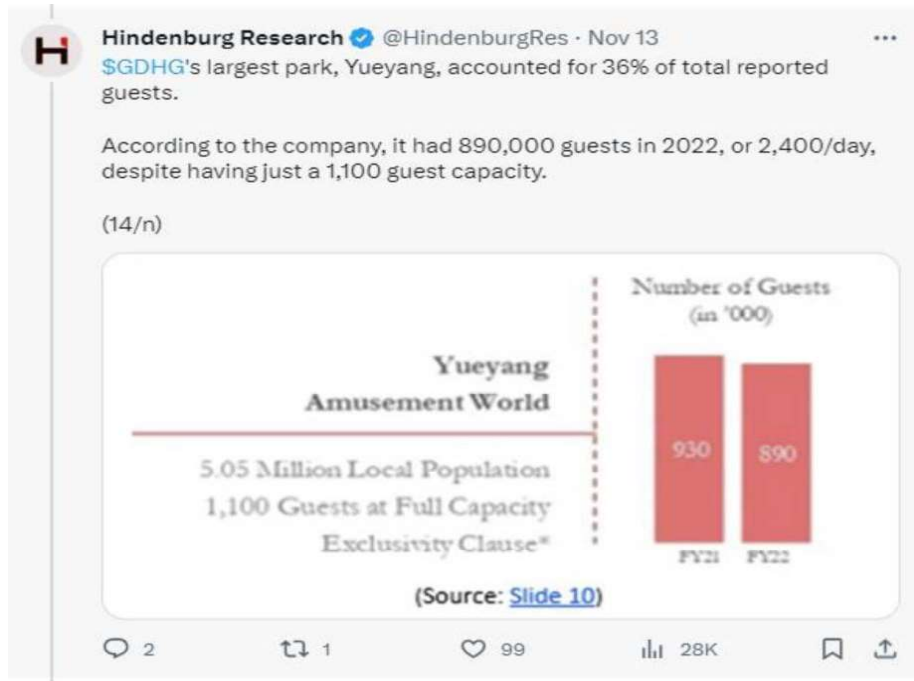 Hindenburg Research @HindenburgRes · Nov 13
$GDHG's largest park, Yueyang, accounted for 36% of total reported
guests.
According to the company, it had 890,000 guests in 2022, or 2,400/day,
despite having just a 1,100 guest capacity.
(14/n)
Number of Guests
(in '000)
Yueyang
Amusement World
5.05 Million Local Population
1,100 Guests at Full Capacity
Exclusivity Clause*
930
890
FY21
FY22
(Source: Slide 10)
2
1
99
28K